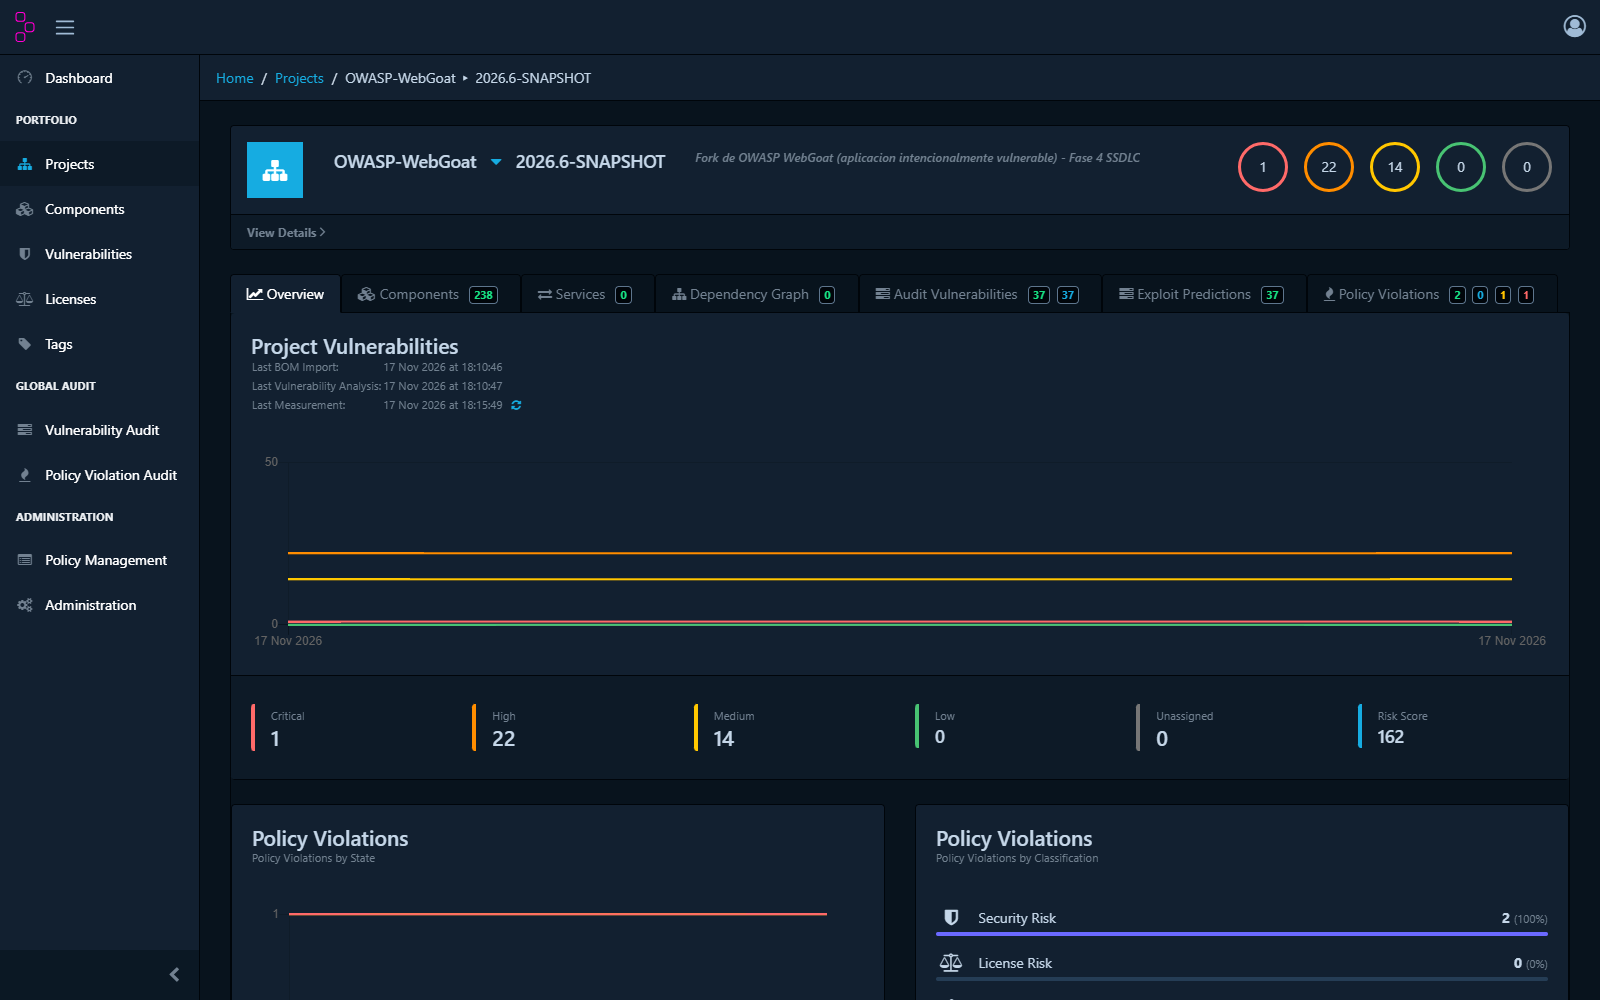 Home / Projects / OWASP-WebGoat ‣ 2026.6-SNAPSHOT
Dashboard
PORTFOLIO
Projects
Components
Vulnerabilities
Licenses
Tags
GLOBAL AUDIT
Vulnerability Audit
Policy Violation Audit
ADMINISTRATION
Policy Management
Administration
OWASP-WebGoat 2026.6-SNAPSHOT
Fork de OWASP WebGoat (aplicacion intencionalmente vulnerable) - Fase 4 SSDLC
1 22 14 0 0
View Details
Overview Components 238 Services 0 Dependency Graph 0 Audit Vulnerabilities 37 37 Exploit Predictions 37 Policy Violations 2 0 1 1
Project Vulnerabilities
Last BOM Import: 17 Nov 2026 at 18:10:46
Last Vulnerability Analysis: 17 Nov 2026 at 18:10:47
Last Measurement: 17 Nov 2026 at 18:15:49
50
0
17 Nov 2026 17 Nov 2026
Critical
1
High
22
Medium
14
Low
0
Unassigned
0
Risk Score
162
Policy Violations
Policy Violations by State
1
Policy Violations
Policy Violations by Classification
Security Risk 2 (100%)
License Risk 0 (0%)